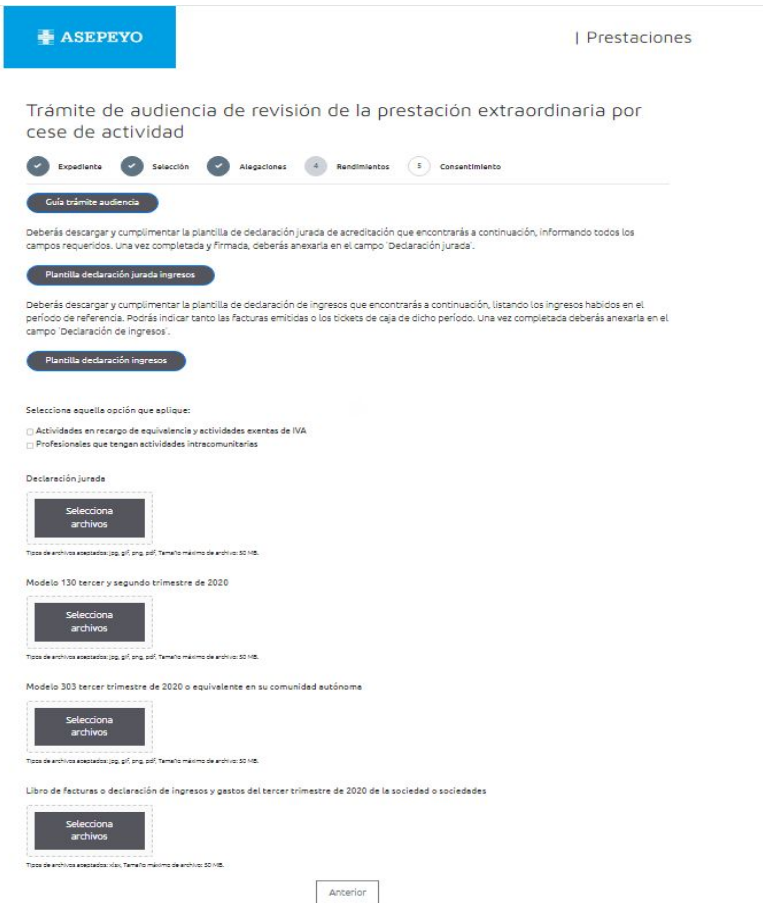 ASEPEYO
| Prestaciones
Trámite de audiencia de revisión de la prestación extraordinaria por
cese de actividad
Expediente
Selección
Alegaciones
4 Rendimientos
5 Consentimiento
Guía trámite audiencia
Deberás descargar y cumplimentar la plantilla de declaración jurada de acreditación que encontrarás a continuación, informando todos los
campos requeridos. Una vez completada y firmada, deberás anexarla en el campo 'Declaración jurada'.
Plantilla declaración jurada ingresos
Deberás descargar y cumplimentar la plantilla de declaración de ingresos que encontrarás a continuación, listando los ingresos habidos en el
período de referencia. Podrás indicar tanto las facturas emitidas o los tickets de caja de dicho período. Una vez completada deberás anexarla en el
campo 'Declaración de ingresos'.
Plantilla declaración ingresos
Selecciona aquella opción que aplique:
Actividades en recargo de equivalencia y actividades exentas de IVA
Profesionales que tengan actividades intracomunitarias
Declaración jurada
Selecciona
archivos
Tipos de archivos aceptados: jpg, gif, png, pdf, Tamaño máximo de archivo: 50 MB.
Modelo 130 tercer y segundo trimestre de 2020
Selecciona
archivos
Tipos de archivos aceptados: jpg, gif, png, pdf, Tamaño máximo de archivo: 50 MB.
Modelo 303 tercer trimestre de 2020 o equivalente en su comunidad autónoma
Selecciona
archivos
Tipos de archivos aceptados: jpg, gif, png, pdf, Tamaño máximo de archivo: 50 MB.
Libro de facturas o declaración de ingresos y gastos del tercer trimestre de 2020 de la sociedad o sociedades
Selecciona
archivos
Tipos de archivos aceptados: xlsx, Tamaño máximo de archivo: 50 MB.
Anterior